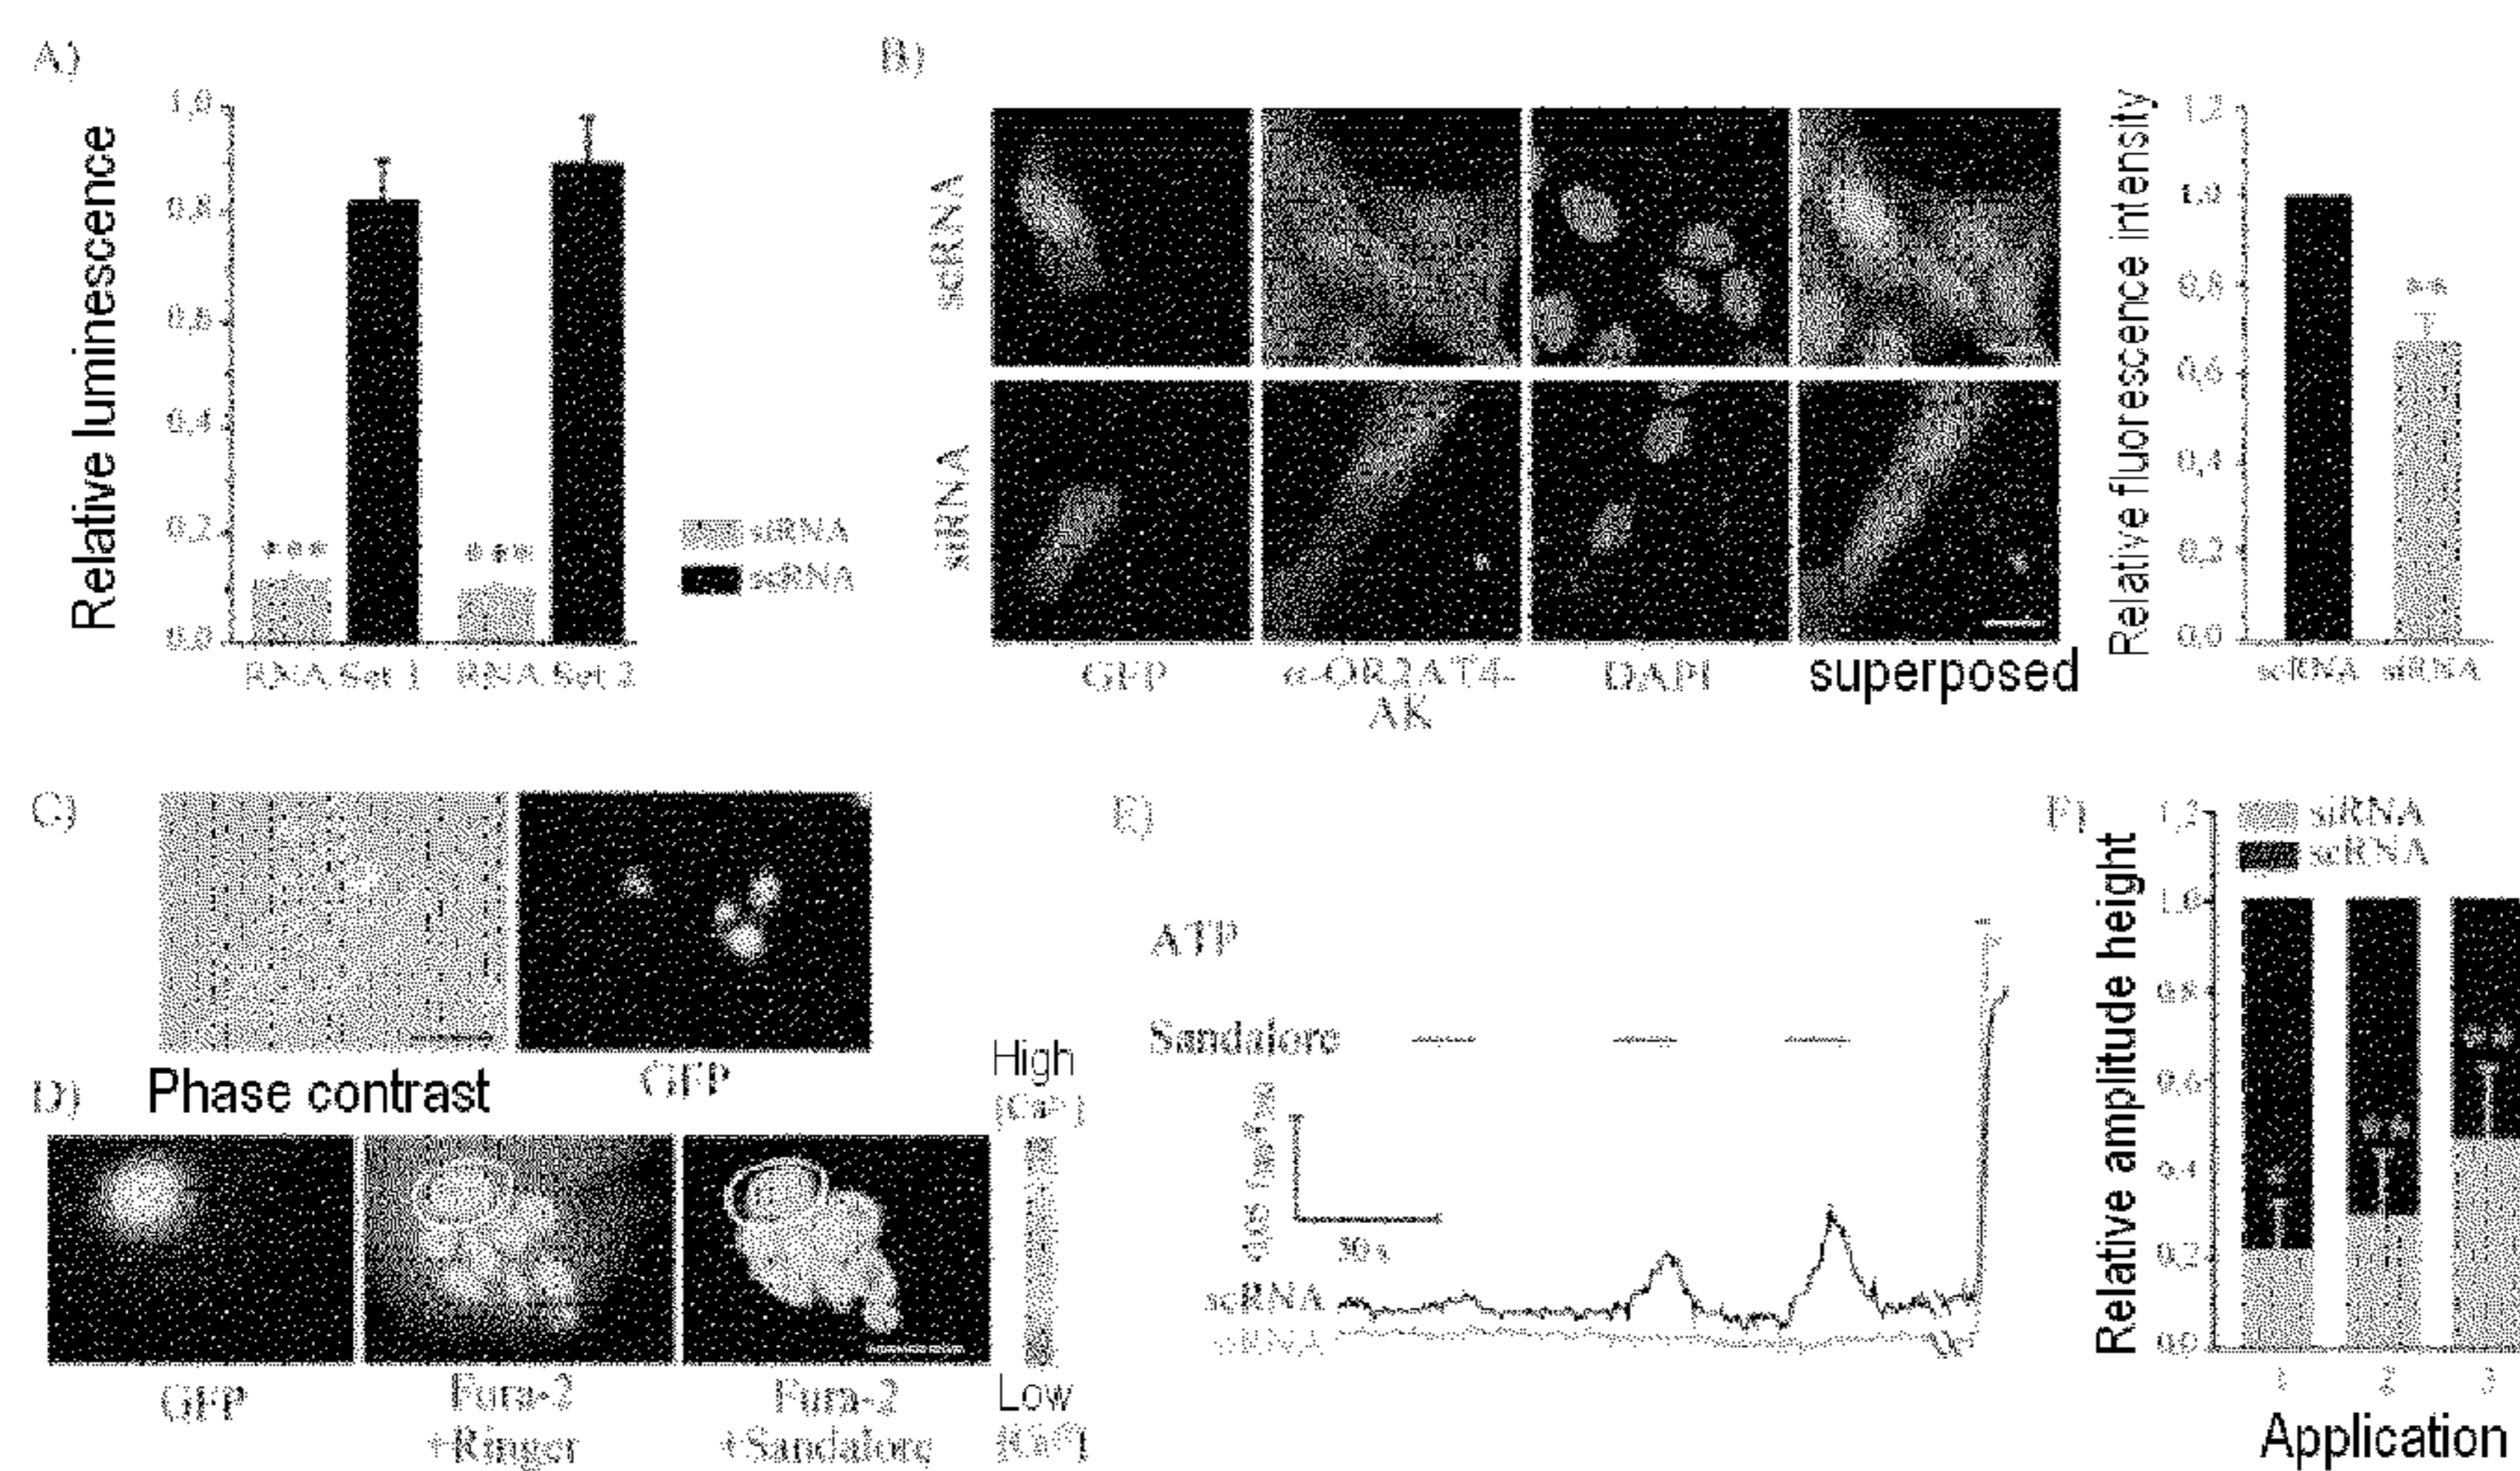 A)
Relative luminescence
1,0
0,8
0,6
0,4
0,2
0,0
***
***
RNA Set 1
RNA Set 2
siRNA
scRNA
B)
scRNA
siRNA
GFP
α-OR2AT4-
AK
DAPI
superposed
Relative fluorescence intensity
1,2
1,0
0,8
0,6
0,4
0,2
0,0
**
scRNA
siRNA
C)
Phase contrast
GFP
D)
GFP
Fura-2
+Ringer
Fura-2
+Sandalore
High
[Ca²⁺]
Low
[Ca²⁺]
E)
ATP
Sandalore
50 s
scRNA
siRNA
F)
Relative amplitude height
1,2
1,0
0,8
0,6
0,4
0,2
0,0
siRNA
scRNA
*
**
**
1
2
3
Application